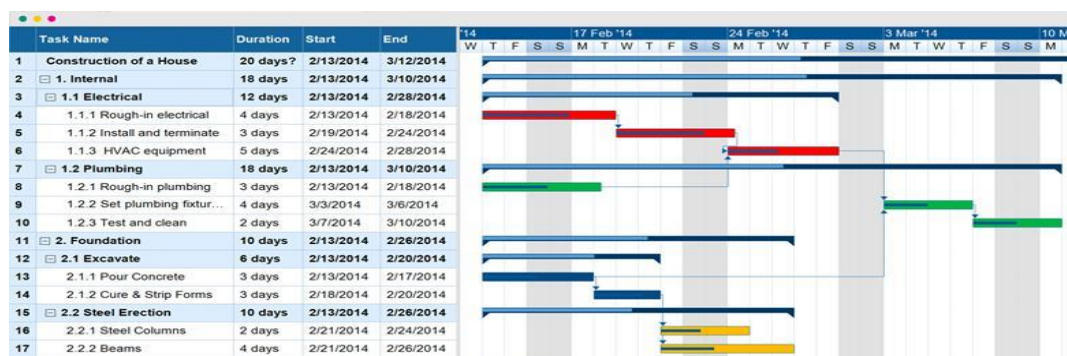 Task Name Duration Start End '14 17 Feb '14 24 Feb '14 3 Mar '14 10 M
W T F S S M T W T F S S M T W T F S S M T W T F S S M
1 Construction of a House 20 days? 2/13/2014 3/12/2014
2 1. Internal 18 days 2/13/2014 3/10/2014
3 1.1 Electrical 12 days 2/13/2014 2/28/2014
4 1.1.1 Rough-in electrical 4 days 2/13/2014 2/18/2014
5 1.1.2 Install and terminate 3 days 2/19/2014 2/24/2014
6 1.1.3 HVAC equipment 5 days 2/24/2014 2/28/2014
7 1.2 Plumbing 18 days 2/13/2014 3/10/2014
8 1.2.1 Rough-in plumbing 3 days 2/13/2014 2/18/2014
9 1.2.2 Set plumbing fixtur... 4 days 3/3/2014 3/6/2014
10 1.2.3 Test and clean 2 days 3/7/2014 3/10/2014
11 2. Foundation 10 days 2/13/2014 2/26/2014
12 2.1 Excavate 6 days 2/13/2014 2/20/2014
13 2.1.1 Pour Concrete 3 days 2/13/2014 2/17/2014
14 2.1.2 Cure & Strip Forms 3 days 2/18/2014 2/20/2014
15 2.2 Steel Erection 10 days 2/13/2014 2/26/2014
16 2.2.1 Steel Columns 2 days 2/21/2014 2/24/2014
17 2.2.2 Beams 4 days 2/21/2014 2/26/2014